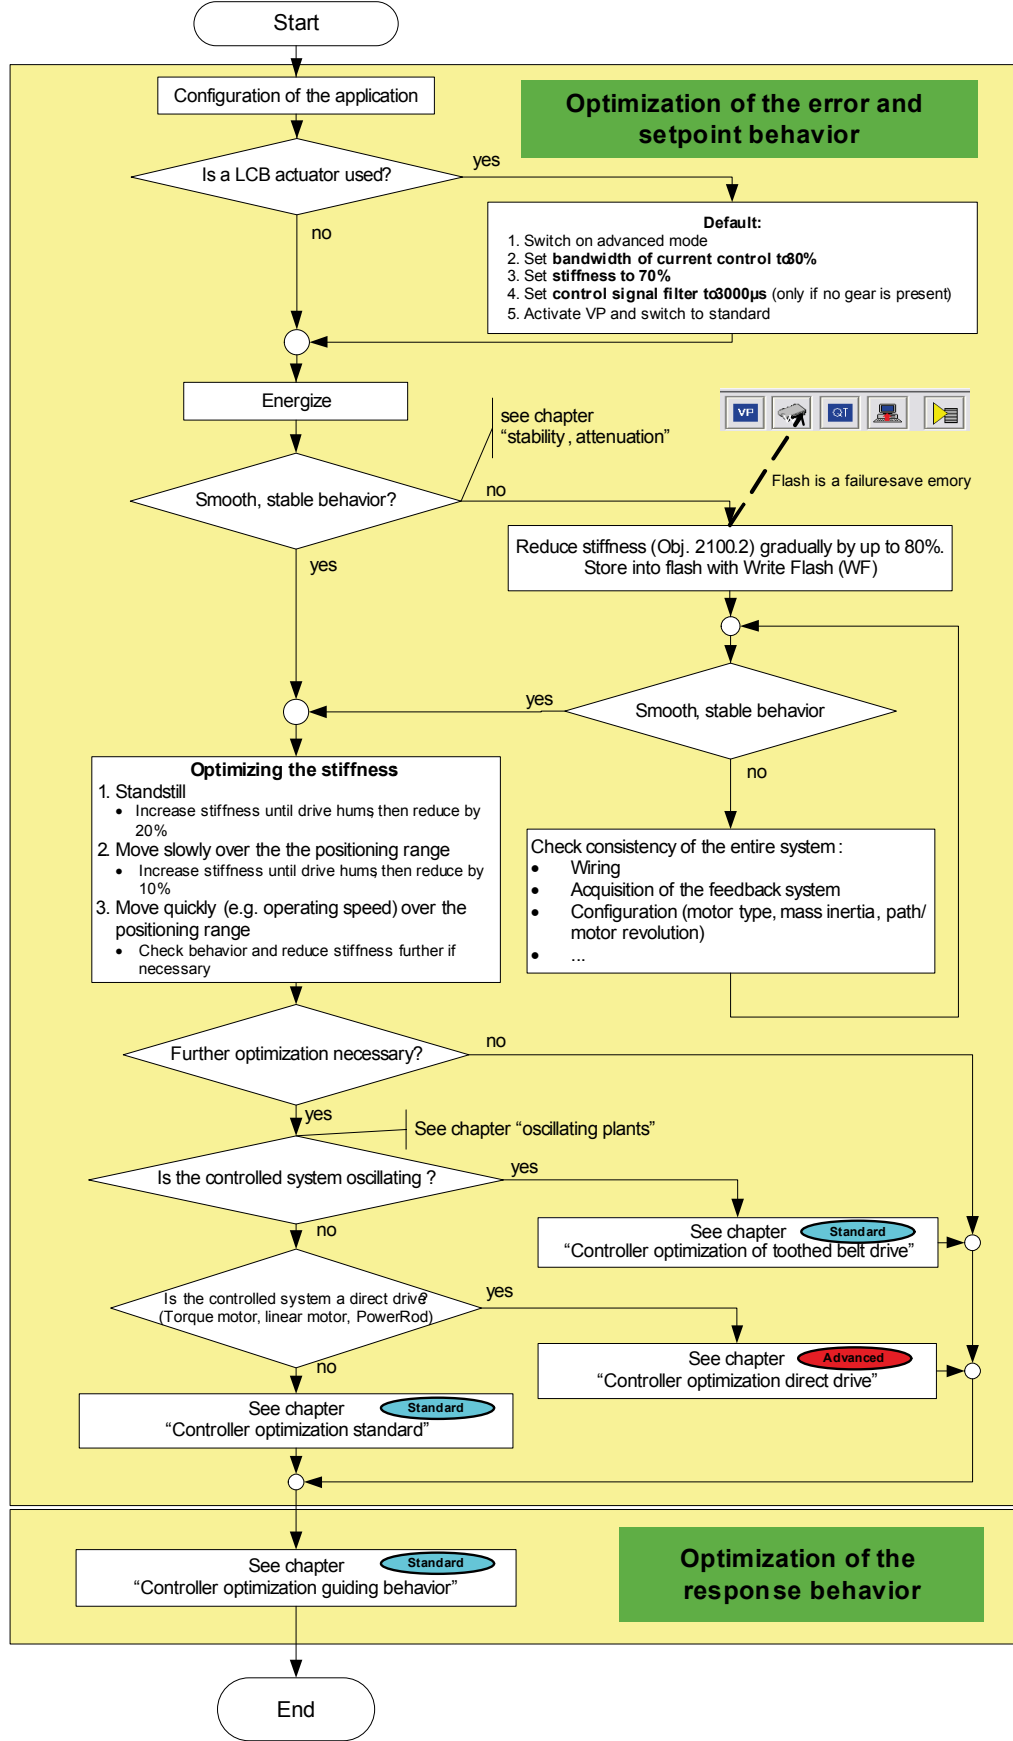 Start
Configuration of the application
Optimization of the error and
setpoint behavior
Is a LCB actuator used?
yes
no
Default:
1. Switch on advanced mode
2. Set bandwidth of current control to80%
3. Set stiffness to 70%
4. Set control signal filter to3000µs (only if no gear is present)
5. Activate VP and switch to standard
Energize
see chapter
“stability, attenuation”
VP
QT
Flash is a failure-save emory
Smooth, stable behavior?
no
yes
Reduce stiffness (Obj. 2100.2) gradually by up to 80%.
Store into flash with Write Flash (WF)
yes
Smooth, stable behavior
no
Optimizing the stiffness
1. Standstill
• Increase stiffness until drive hums, then reduce by
20%
2. Move slowly over the the positioning range
• Increase stiffness until drive hums, then reduce by
10%
3. Move quickly (e.g. operating speed) over the
positioning range
• Check behavior and reduce stiffness further if
necessary
Check consistency of the entire system :
• Wiring
• Acquisition of the feedback system
• Configuration (motor type, mass inertia, path/
motor revolution)
• ...
Further optimization necessary?
no
yes
See chapter “oscillating plants”
Is the controlled system oscillating ?
yes
no
See chapter Standard
“Controller optimization of toothed belt drive”
Is the controlled system a direct drive?
(Torque motor, linear motor, PowerRod)
yes
no
See chapter Advanced
“Controller optimization direct drive”
See chapter Standard
“Controller optimization standard”
See chapter Standard
“Controller optimization guiding behavior”
Optimization of the
response behavior
End